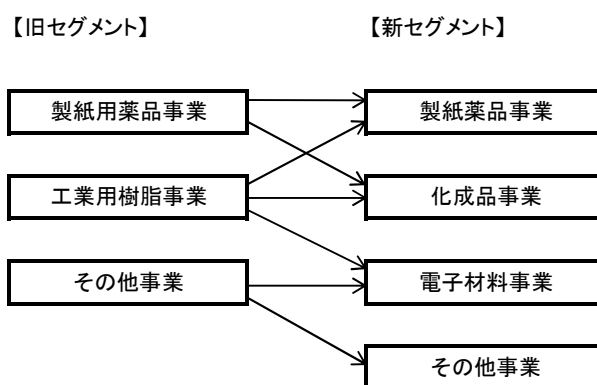 【旧セグメント】 【新セグメント】
製紙用薬品事業 製紙薬品事業
工業用樹脂事業 化成品事業
その他事業 電子材料事業
その他事業